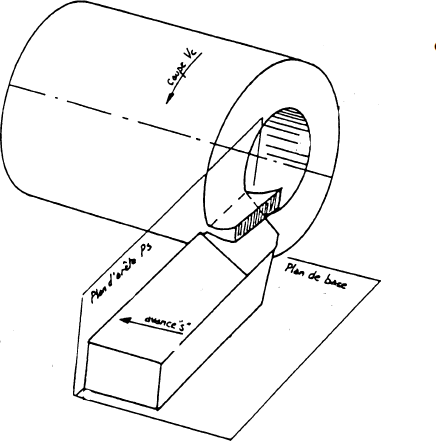 coupe Vc
Plan d'arête Ps
Plan de base
avance "s"